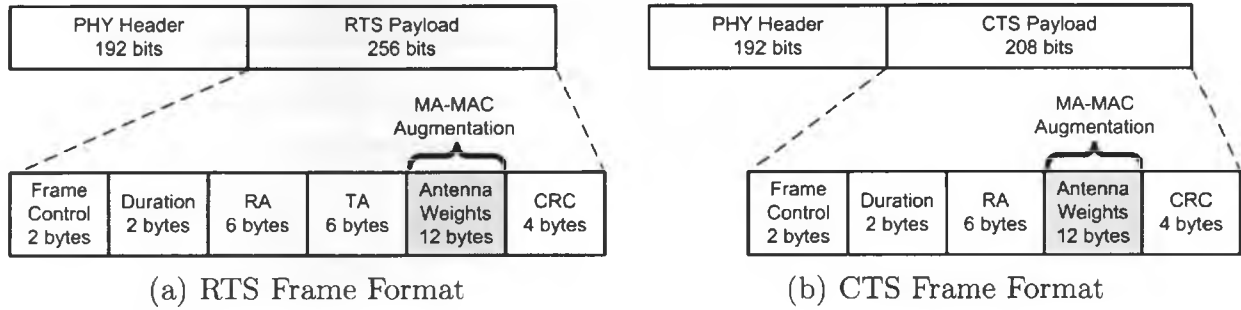 PHY Header
192 bits
RTS Payload
256 bits
MA-MAC
Augmentation
Frame
Control
2 bytes
Duration
2 bytes
RA
6 bytes
TA
6 bytes
Antenna
Weights
12 bytes
CRC
4 bytes
(a) RTS Frame Format
PHY Header
192 bits
CTS Payload
208 bits
MA-MAC
Augmentation
Frame
Control
2 bytes
Duration
2 bytes
RA
6 bytes
Antenna
Weights
12 bytes
CRC
4 bytes
(b) CTS Frame Format